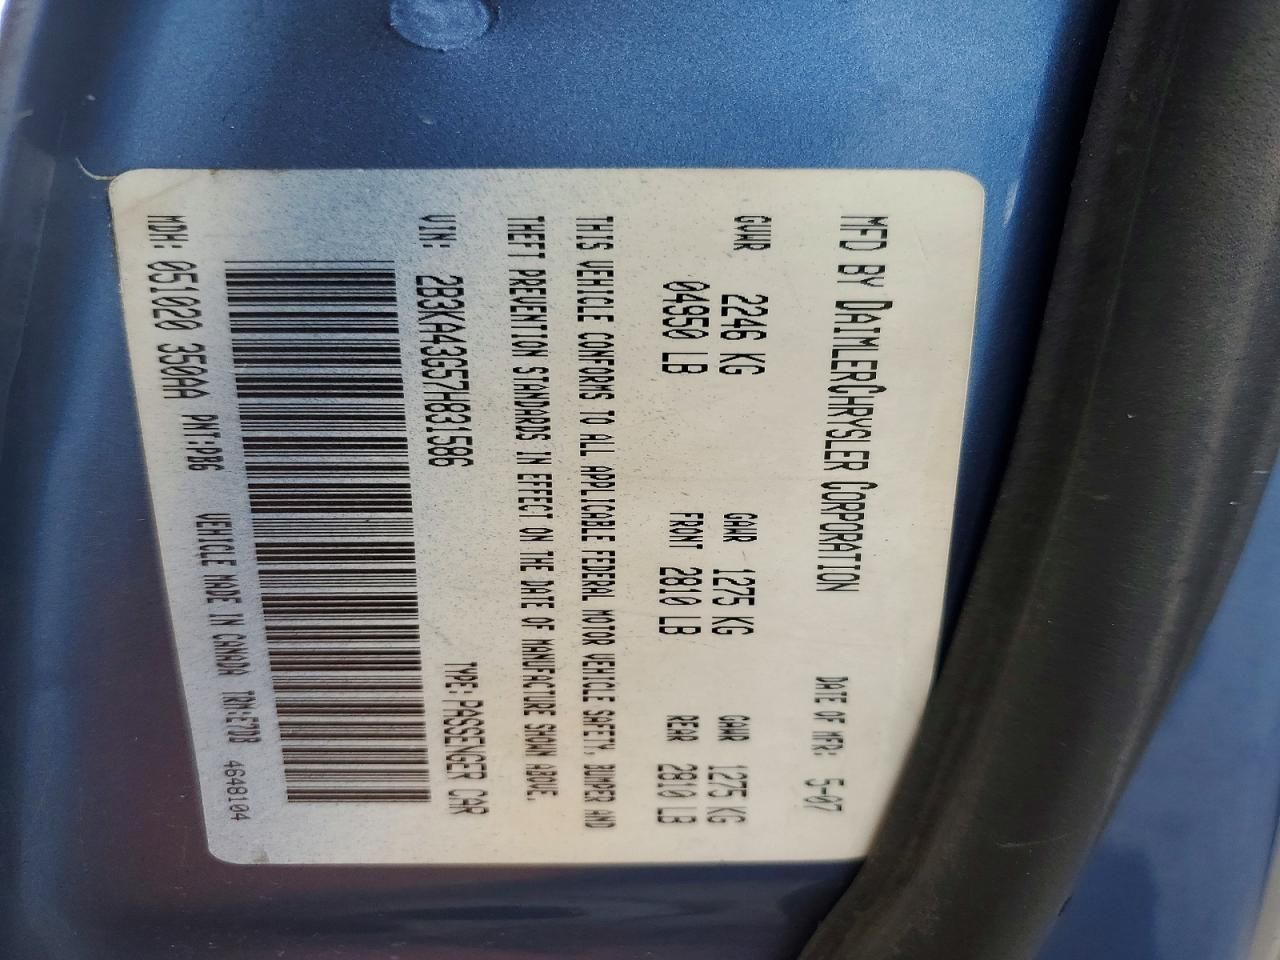 MFD BY DAIMLERCHRYSLER CORPORATION DATE OF MFR: 5-07
GVWR 2246 KG GAWR 1275 KG GAWR 1275 KG
04950 LB FRONT 2810 LB REAR 2810 LB
THIS VEHICLE CONFORMS TO ALL APPLICABLE FEDERAL MOTOR VEHICLE SAFETY, BUMPER AND
THEFT PREVENTION STANDARDS IN EFFECT ON THE DATE OF MANUFACTURE SHOWN ABOVE.
VIN: 2B3KA43G57H831586 TYPE: PASSENGER CAR
MDH: 051020 350AA PNT:PB6 VEHICLE MADE IN CANADA TRM:E7DB 4648104